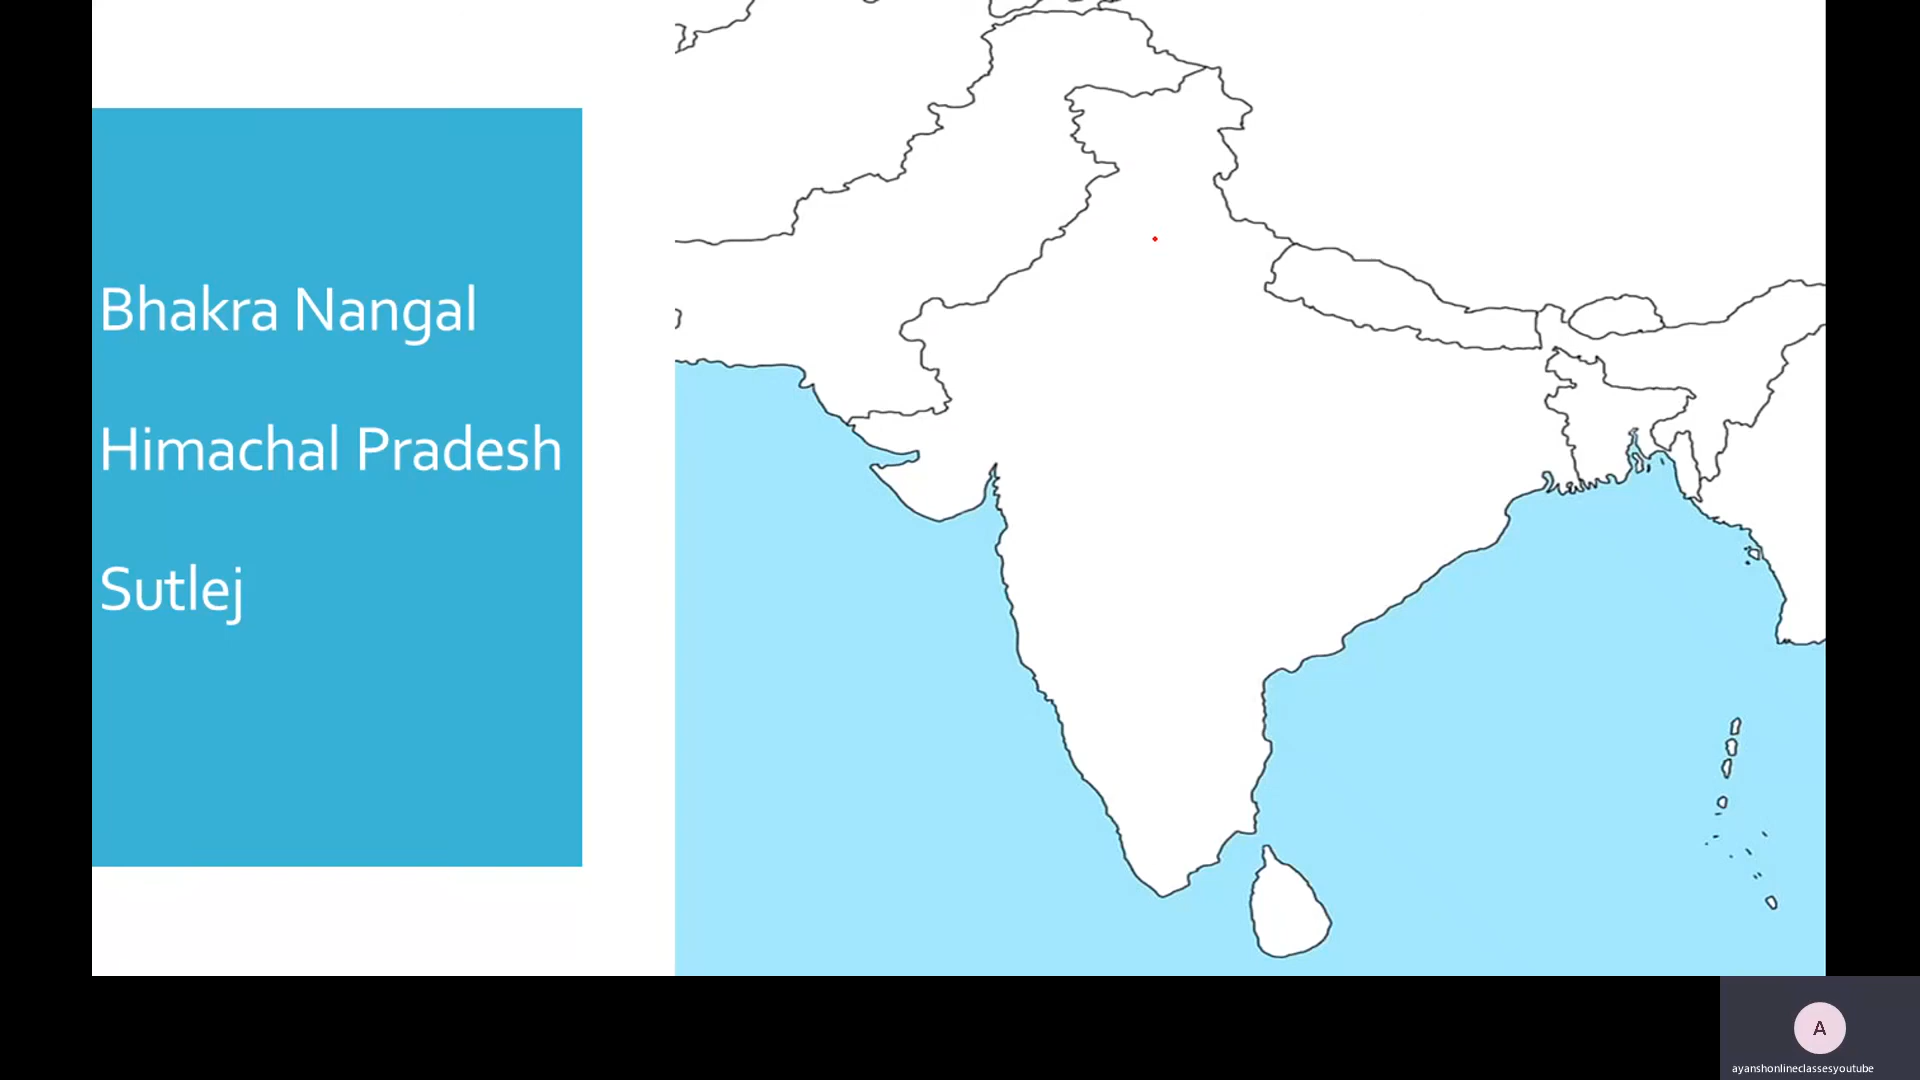 Bhakra Nangal
Himachal Pradesh
Sutlej
A
ayanshonlineclassesyoutube